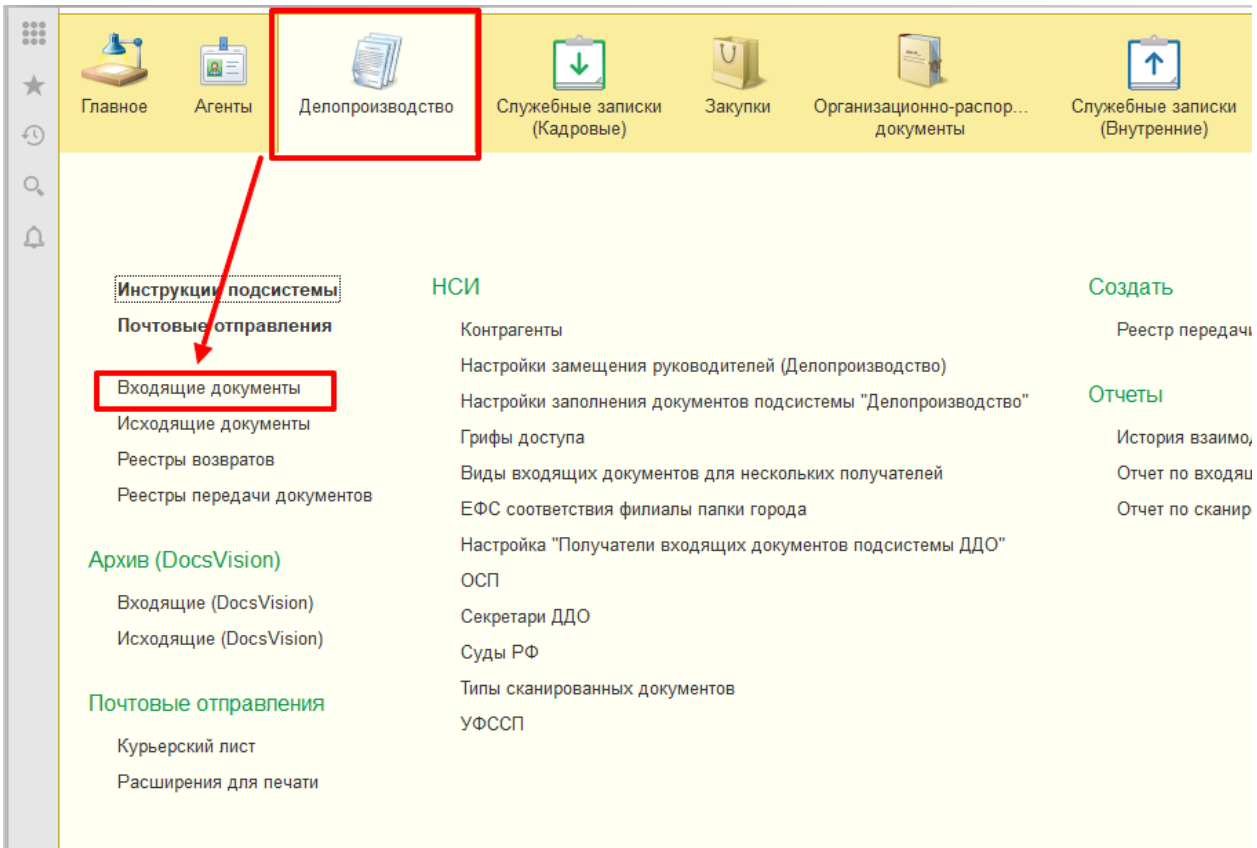 Главное
Агенты
Делопроизводство
Служебные записки
(Кадровые)
Закупки
Организационно-распор...
документы
Служебные записки
(Внутренние)
Инструкции подсистемы
Почтовые отправления
Входящие документы
Исходящие документы
Реестры возвратов
Реестры передачи документов
Архив (DocsVision)
Входящие (DocsVision)
Исходящие (DocsVision)
Почтовые отправления
Курьерский лист
Расширения для печати
НСИ
Контрагенты
Настройки замещения руководителей (Делопроизводство)
Настройки заполнения документов подсистемы "Делопроизводство"
Грифы доступа
Виды входящих документов для нескольких получателей
ЕФС соответствия филиалы папки города
Настройка "Получатели входящих документов подсистемы ДДО"
ОСП
Секретари ДДО
Суды РФ
Типы сканированных документов
УФССП
Создать
Реестр передачи
Отчеты
История взаимод
Отчет по входящ
Отчет по сканир